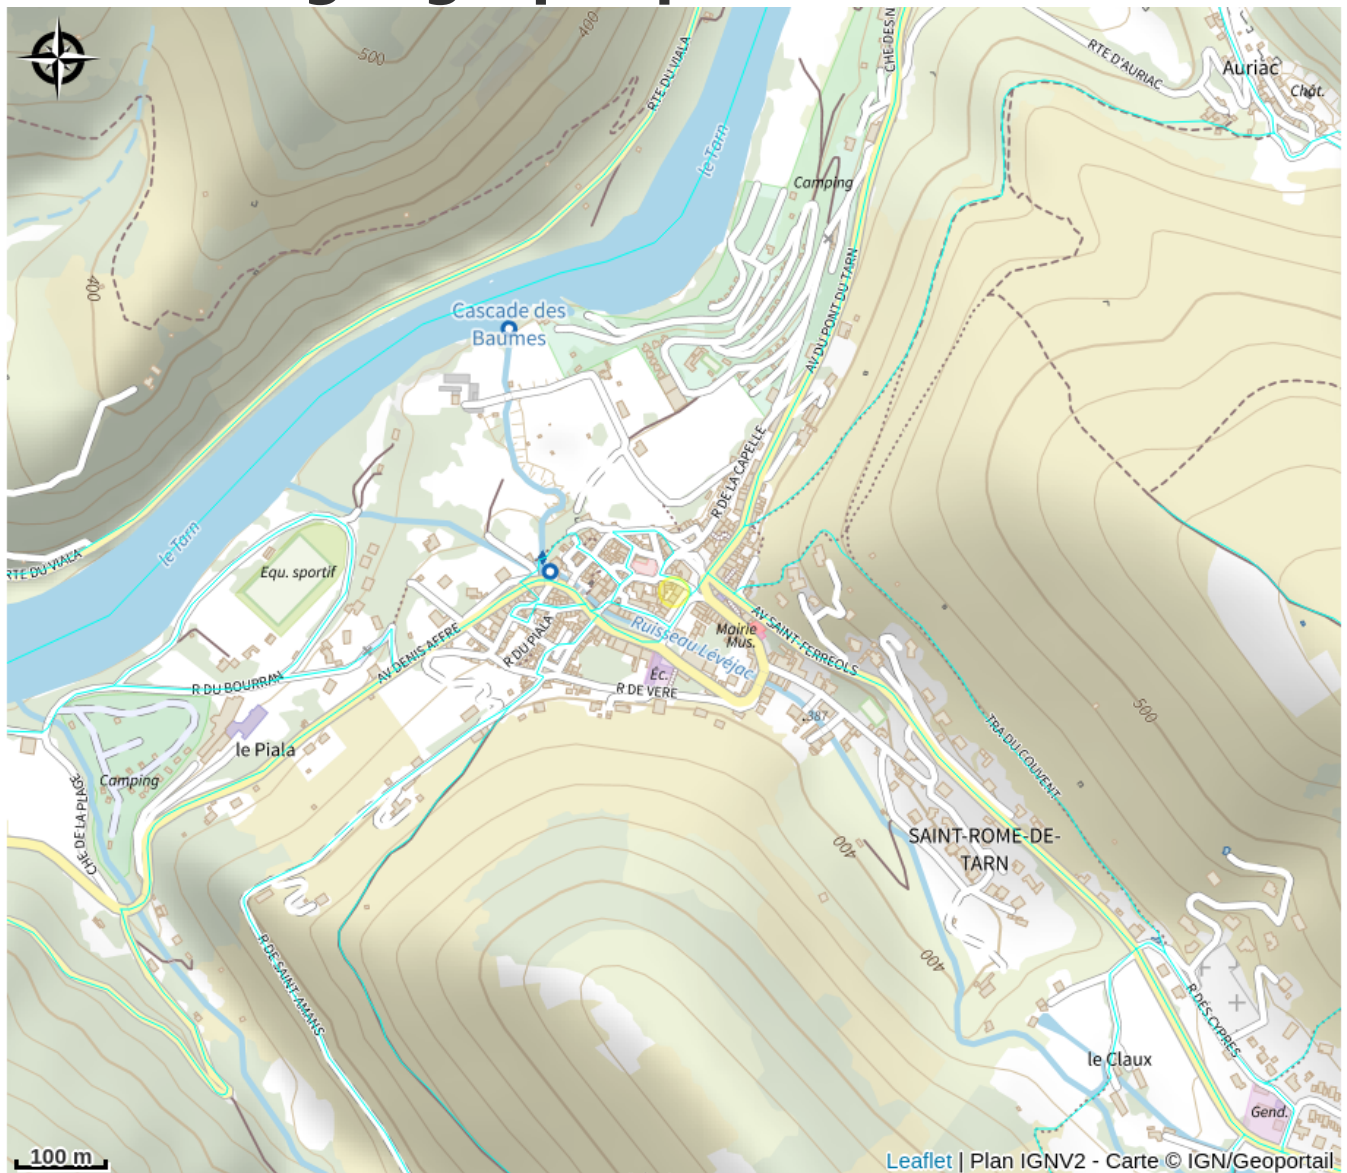 500
400
RTE DU VIALA
le Tarn
CHE DES N
RTE D'AURIAC
Auriac
Chât.
Camping
400
AV DU PONT DU TARN
Cascade des
Baumes
R DE LA CAPELLE
le Tarn
RTE DU VIALA
Equ. sportif
AV DENIS AFFRE
R DU PIALA
Ruisseau Lévéjac
Mairie
Mus.
AV SAINT-FERREOLS
Éc.
R DE VERE
R DU BOURRAN
387
500
TRA DU COUVENT
le Piala
Camping
CHE DE LA PLAGE
400
SAINT-ROME-DE-
TARN
R DE SAINT-AMANS
400
R DES CYPRES
le Claux
Gend.
100 m
Leaflet | Plan IGNV2 - Carte © IGN/Geoportail